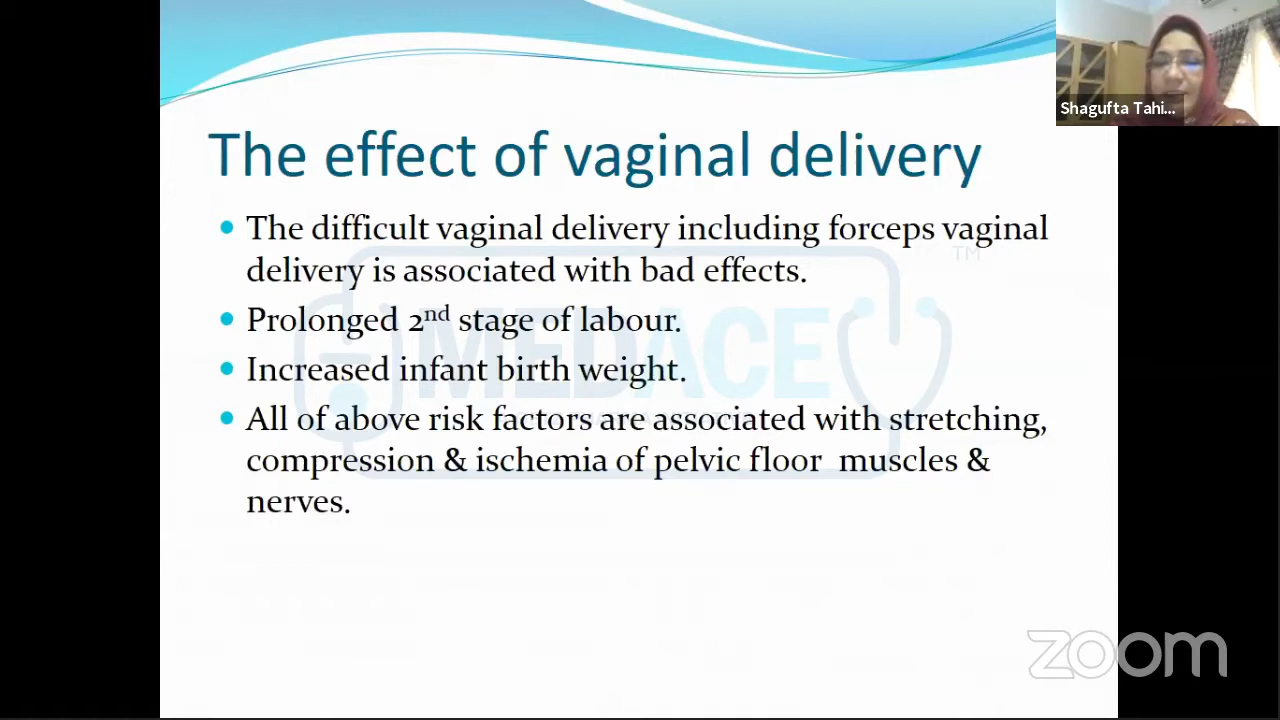 Shagufta Tahi...
The effect of vaginal delivery
• The difficult vaginal delivery including forceps vaginal
delivery is associated with bad effects.
• Prolonged 2nd stage of labour.
• Increased infant birth weight.
• All of above risk factors are associated with stretching,
compression & ischemia of pelvic floor muscles &
nerves.
MEDACE
TM
zoom